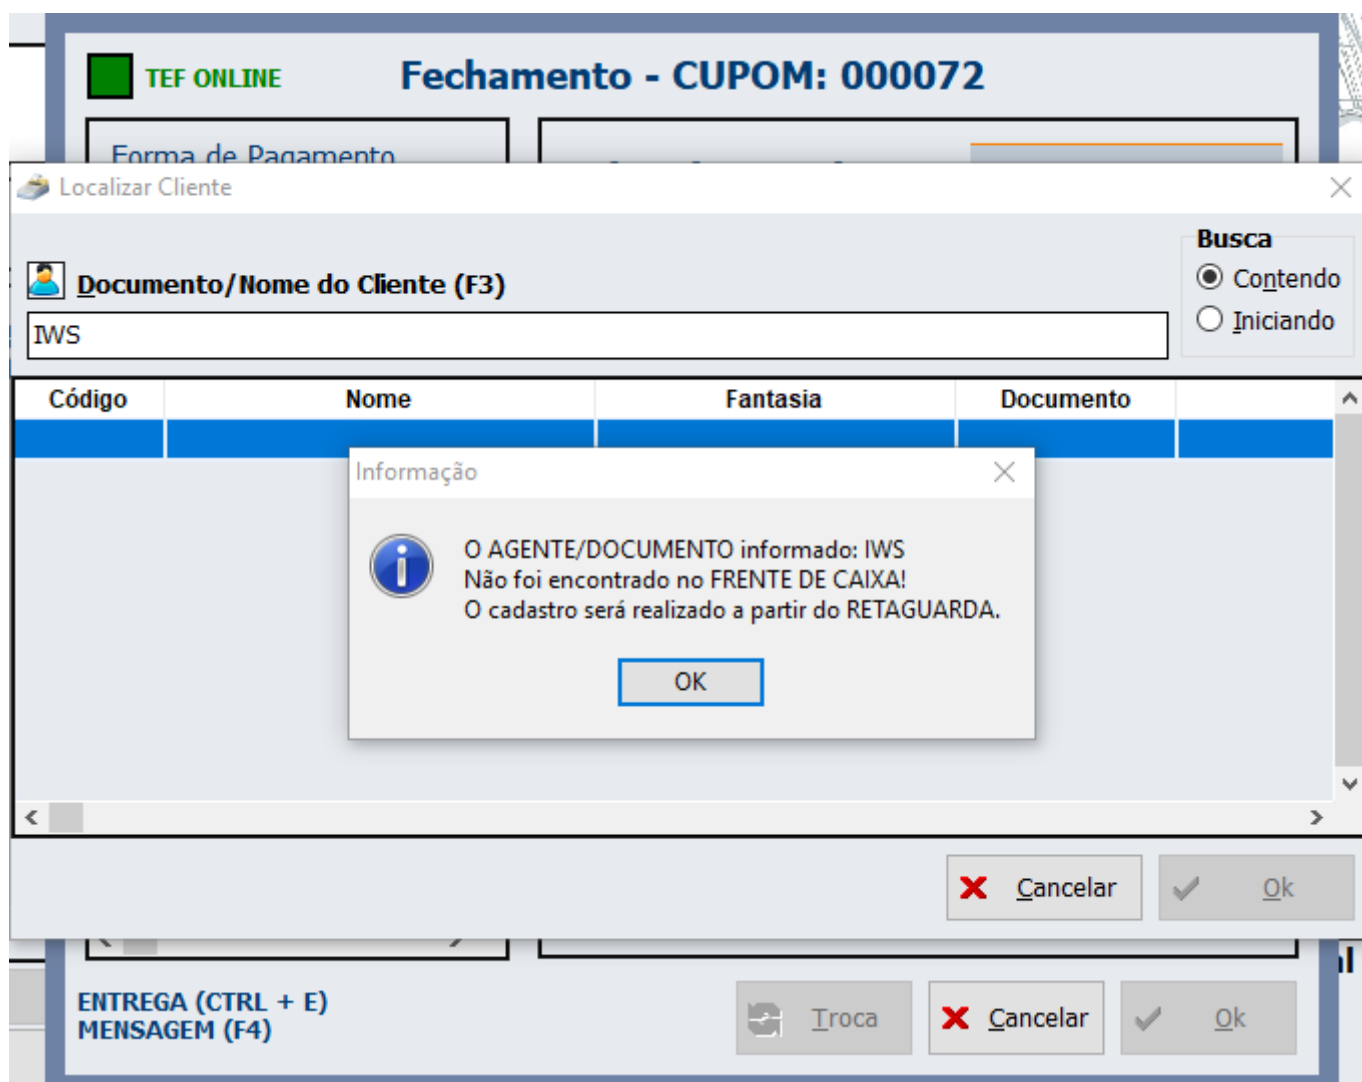 TEF ONLINE
Fechamento - CUPOM: 000072
Forma de Pagamento
Localizar Cliente
Busca
Contendo
Iniciando
Documento/Nome do Cliente (F3)
IWS
Código Nome Fantasia Documento
Informação
O AGENTE/DOCUMENTO informado: IWS
Não foi encontrado no FRENTE DE CAIXA!
O cadastro será realizado a partir do RETAGUARDA.
OK
Cancelar Ok
ENTREGA (CTRL + E)
MENSAGEM (F4)
Troca Cancelar Ok